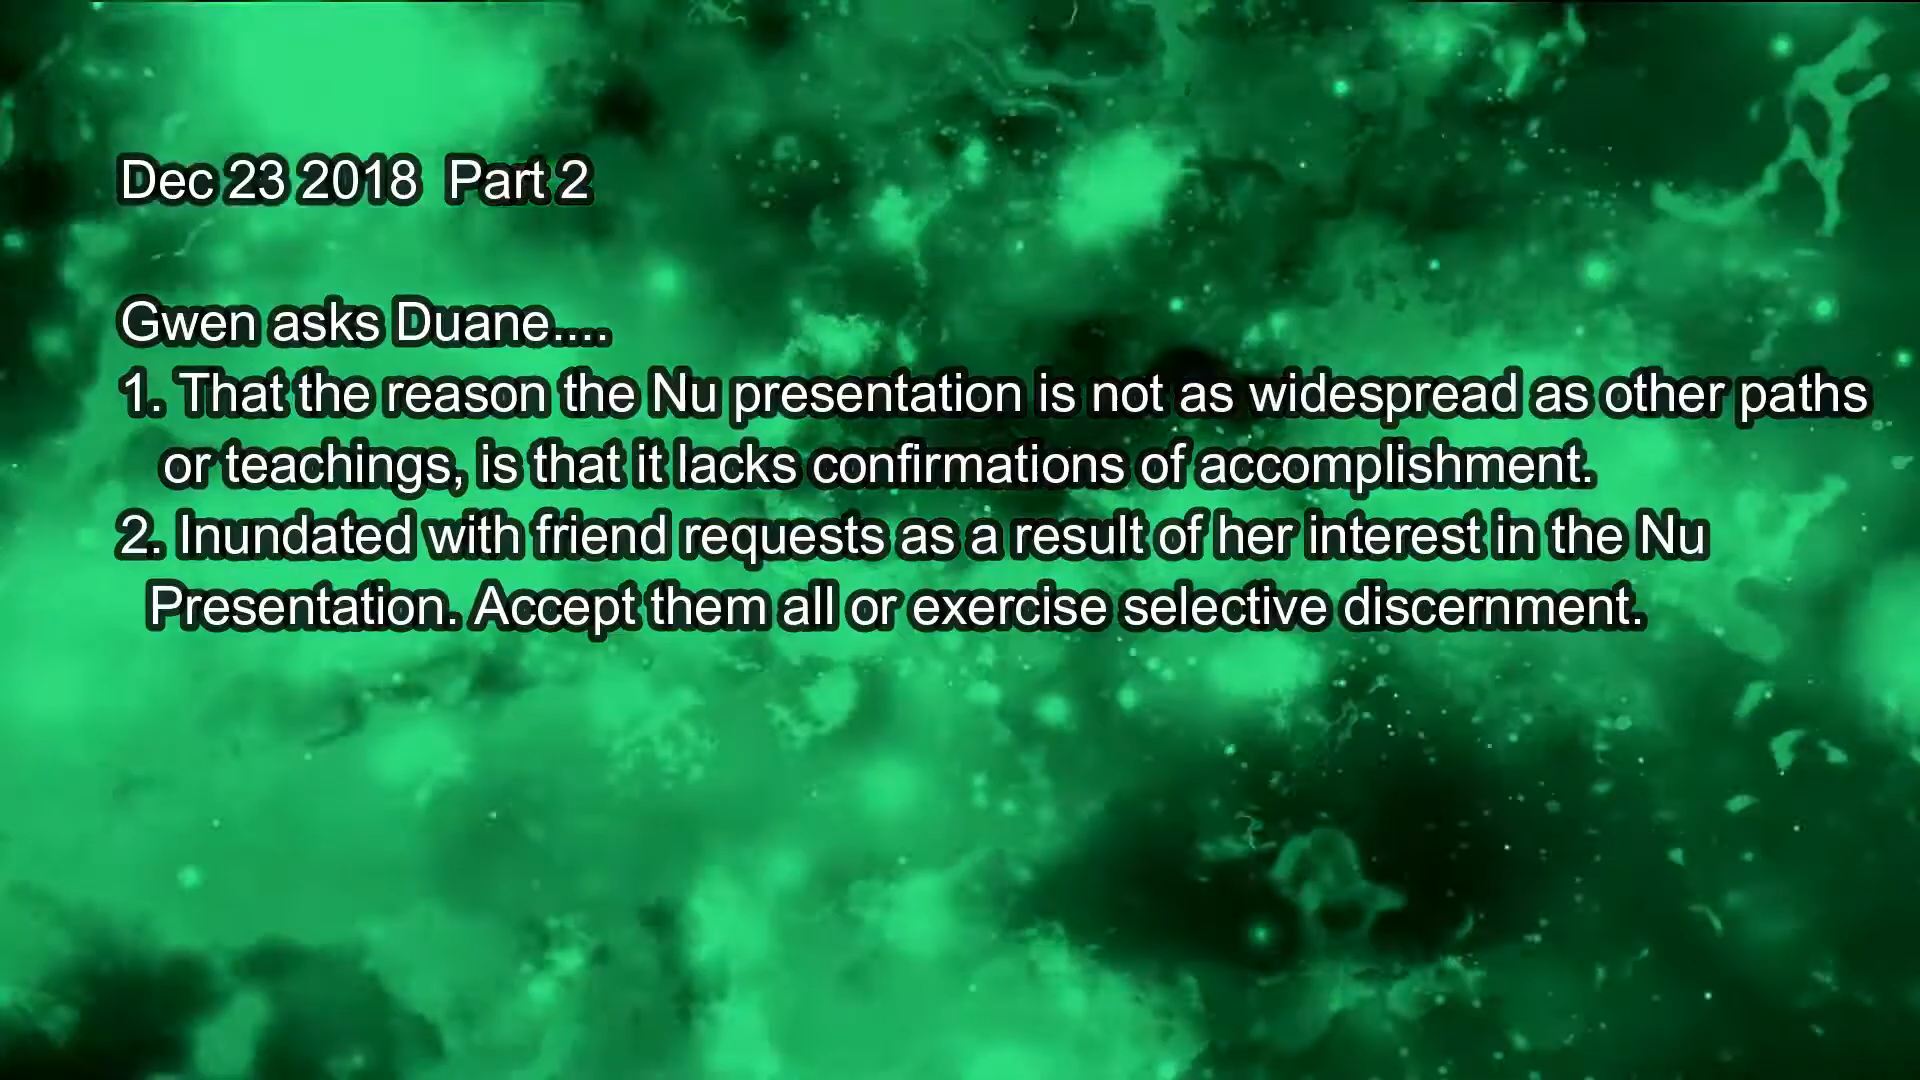 Dec 23 2018  Part 2
Gwen asks Duane....
1. That the reason the Nu presentation is not as widespread as other paths
or teachings, is that it lacks confirmations of accomplishment.
2. Inundated with friend requests as a result of her interest in the Nu
Presentation. Accept them all or exercise selective discernment.